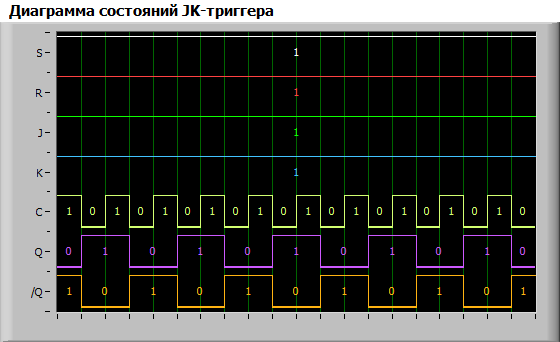 Диаграмма состояний JK-триггера
S 1
R 1
J 1
K 1
C 1 0 1 0 1 0 1 0 1 0 1 0 1 0 1 0 1 0 1 0
Q 0 1 0 1 0 1 0 1 0 1 0
/Q 1 0 1 0 1 0 1 0 1 0 1